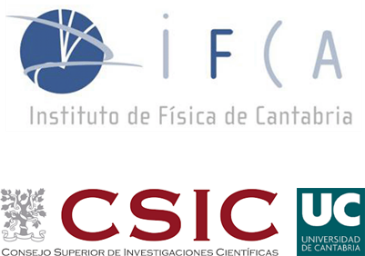 iFCA
Instituto de Física de Cantabria
CSIC
CONSEJO SUPERIOR DE INVESTIGACIONES CIENTÍFICAS
UC
UNIVERSIDAD
DE CANTABRIA